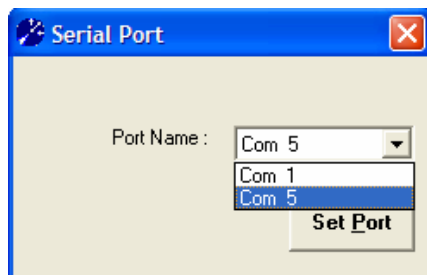 Serial Port
Port Name : Com 5
Com 1
Com 5
Set Port